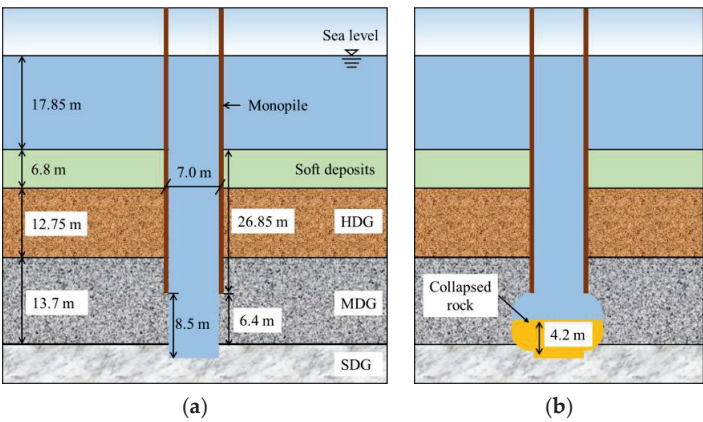 Sea level
17.85 m
Monopile
6.8 m
7.0 m
Soft deposits
12.75 m
26.85 m
HDG
13.7 m
8.5 m
6.4 m
MDG
SDG
(a)
Collapsed
rock
4.2 m
(b)